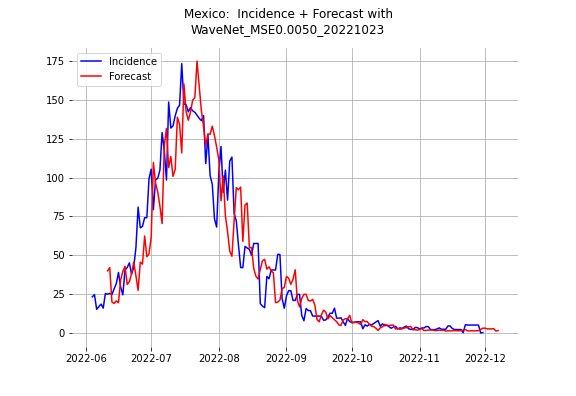 Mexico:  Incidence + Forecast with
WaveNet_MSE0.0050_20221023
Incidence
Forecast
175
150
125
100
75
50
25
0
2022-06 2022-07 2022-08 2022-09 2022-10 2022-11 2022-12